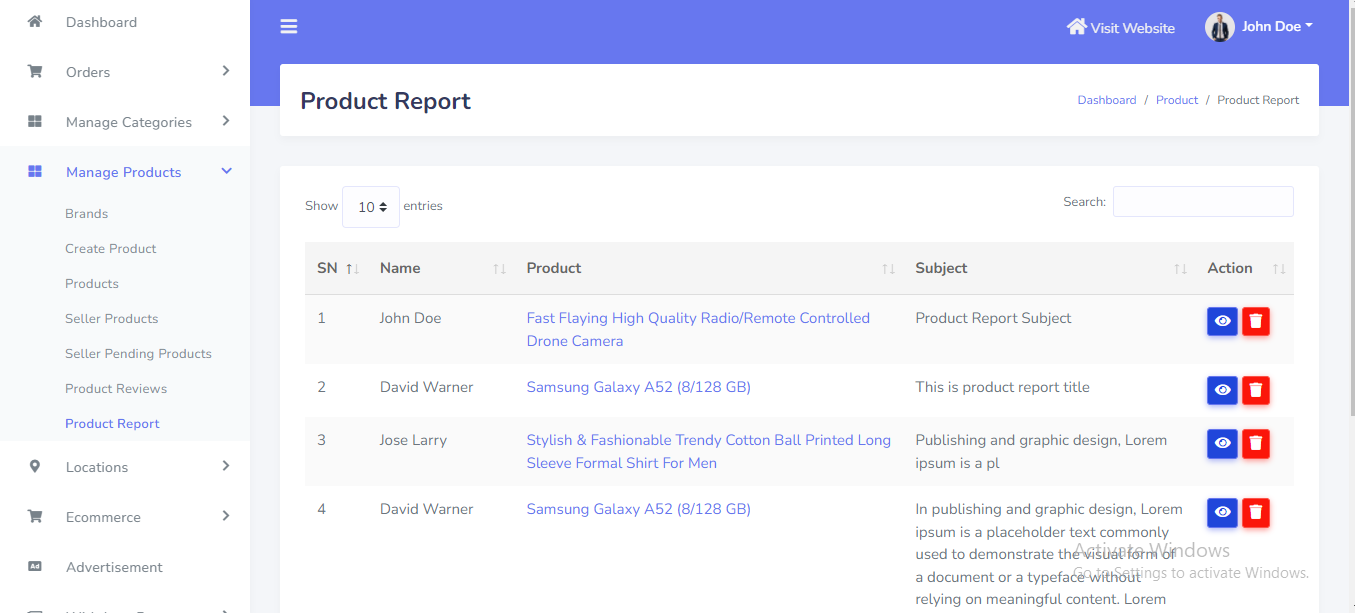 Dashboard
Orders
Manage Categories
Manage Products
Brands
Create Product
Products
Seller Products
Seller Pending Products
Product Reviews
Product Report
Locations
Ecommerce
Ad Advertisement
Visit Website
John Doe
Product Report
Dashboard / Product / Product Report
Show 10 entries
Search:
SN Name Product Subject Action
1 John Doe Fast Flaying High Quality Radio/Remote Controlled Product Report Subject
Drone Camera
2 David Warner Samsung Galaxy A52 (8/128 GB) This is product report title
3 Jose Larry Stylish & Fashionable Trendy Cotton Ball Printed Long Publishing and graphic design, Lorem
Sleeve Formal Shirt For Men ipsum is a pl
4 David Warner Samsung Galaxy A52 (8/128 GB) In publishing and graphic design, Lorem
ipsum is a placeholder text commonly
used to demonstrate the visual form of
a document or a typeface without
relying on meaningful content. Lorem
Activate Windows
Go to Settings to activate Windows.